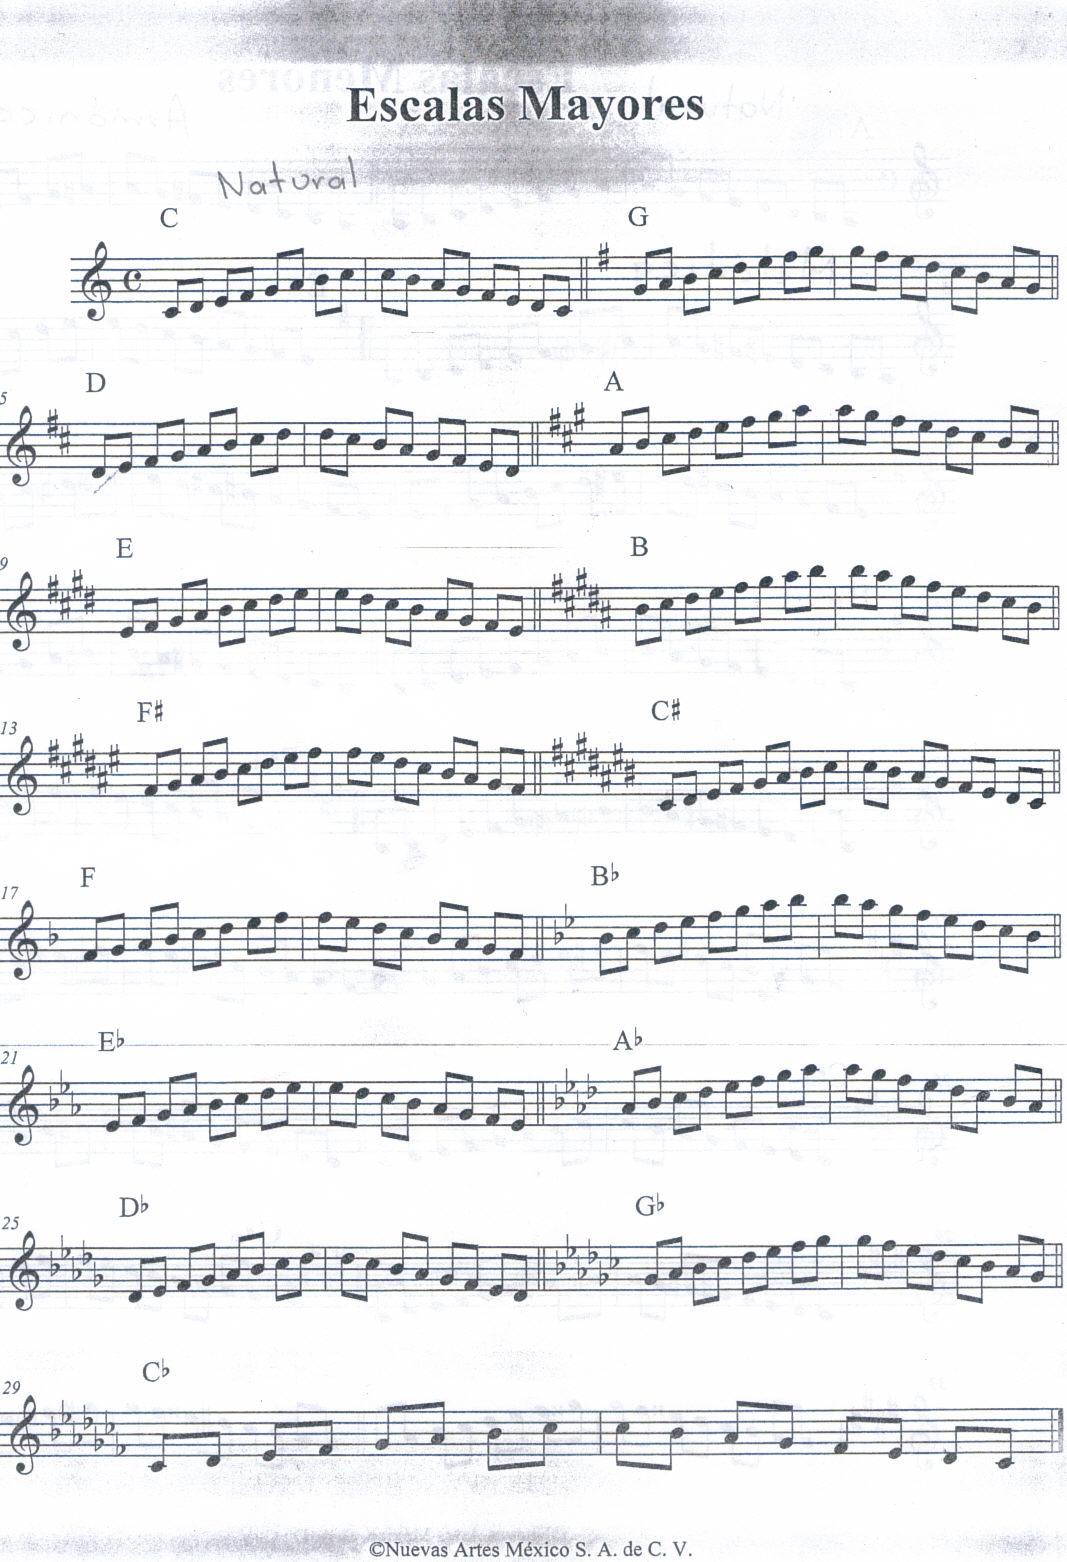 Escalas Mayores
Natural
C G
5 D A
9 E B
13 F# C#
17 F B♭
21 E♭ A♭
25 D♭ G♭
29 C♭
©Nuevas Artes México S. A. de C. V.